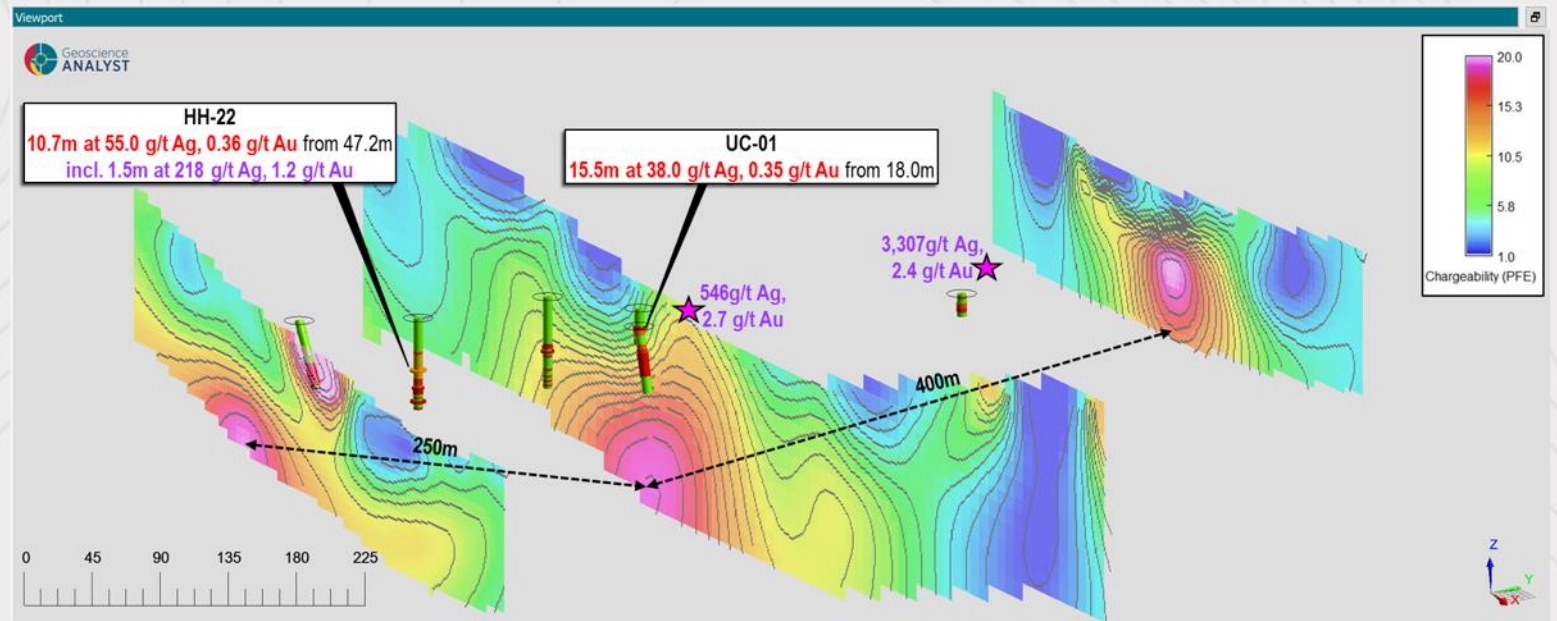 Viewport
Geoscience
ANALYST
HH-22
10.7m at 55.0 g/t Ag, 0.36 g/t Au from 47.2m
incl. 1.5m at 218 g/t Ag, 1.2 g/t Au
UC-01
15.5m at 38.0 g/t Ag, 0.35 g/t Au from 18.0m
3,307g/t Ag,
2.4 g/t Au
546g/t Ag,
2.7 g/t Au
400m
250m
20.0
15.3
10.5
5.8
1.0
Chargeability (PFE)
0 45 90 135 180 225
Z
Y
X